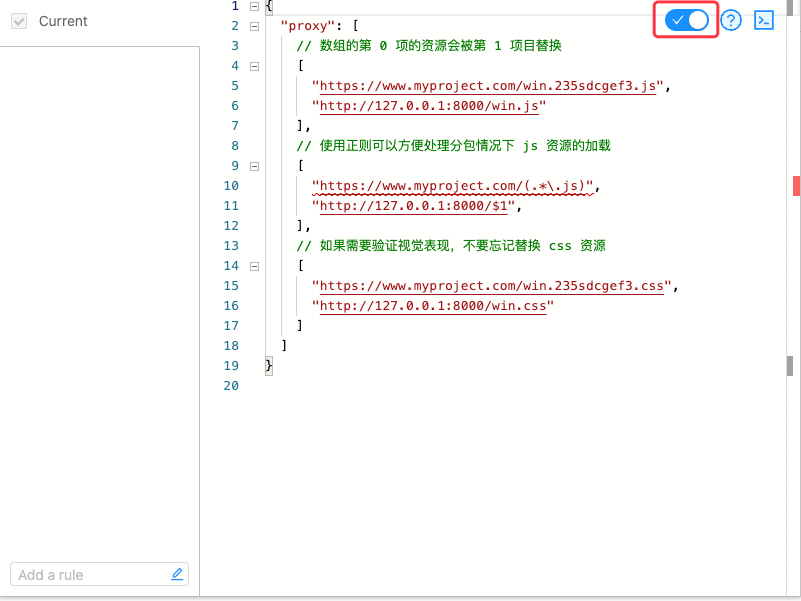 Current
1 {
2 "proxy": [
3 // 数组的第 0 项的资源会被第 1 项目替换
4 [
5 "https://www.myproject.com/win.235sdcgef3.js",
6 "http://127.0.0.1:8000/win.js"
7 ],
8 // 使用正则可以方便处理分包情况下 js 资源的加载
9 [
10 "https://www.myproject.com/(.*\.js)",
11 "http://127.0.0.1:8000/$1",
12 ],
13 // 如果需要验证视觉表现，不要忘记替换 css 资源
14 [
15 "https://www.myproject.com/win.235sdcgef3.css",
16 "http://127.0.0.1:8000/win.css"
17 ]
18 ]
19 }
20
Add a rule